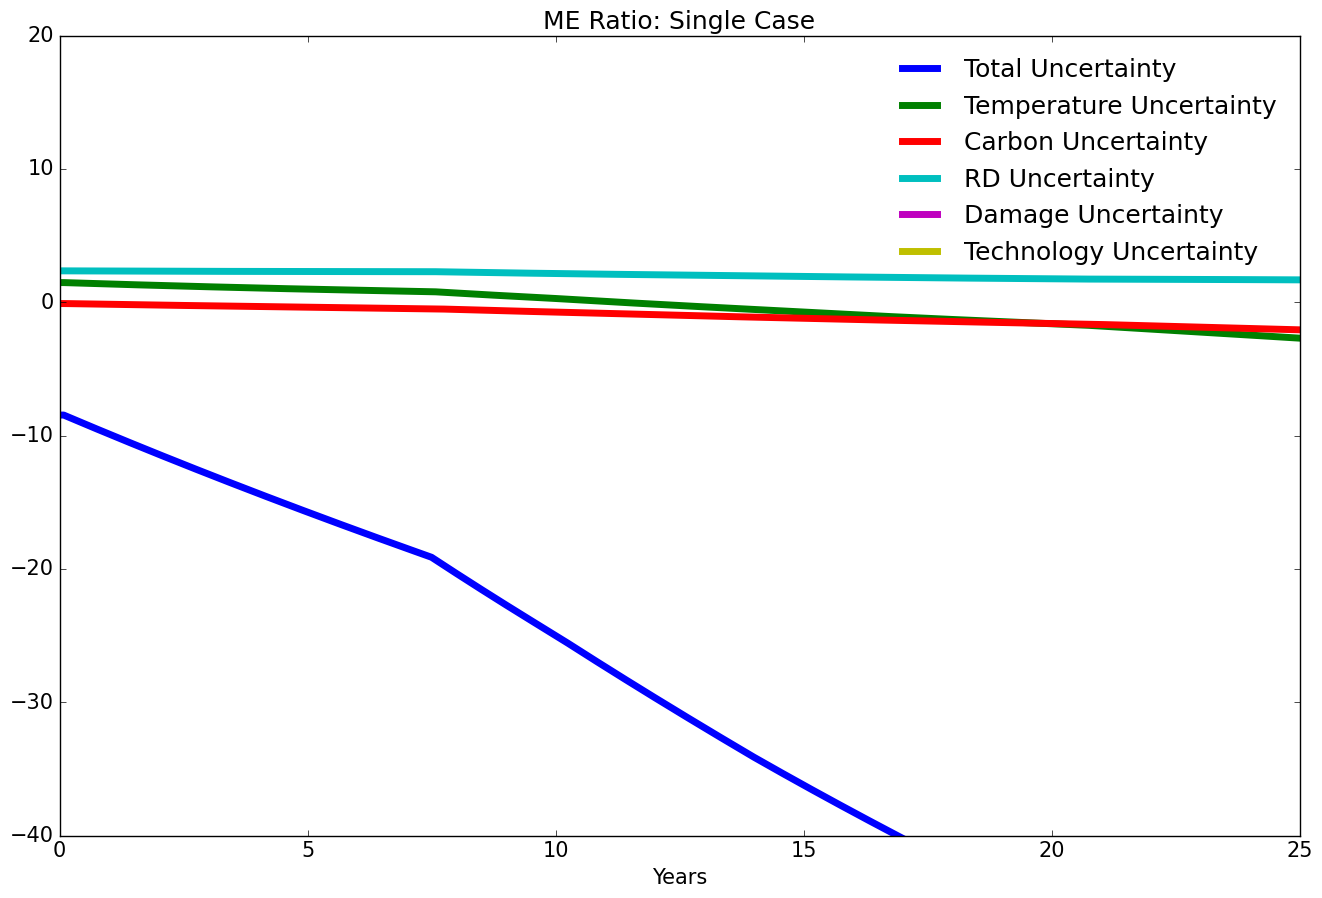 ME Ratio: Single Case
20
10
0
−10
−20
−30
−40
Total Uncertainty
Temperature Uncertainty
Carbon Uncertainty
RD Uncertainty
Damage Uncertainty
Technology Uncertainty
0 5 10 15 20 25
Years